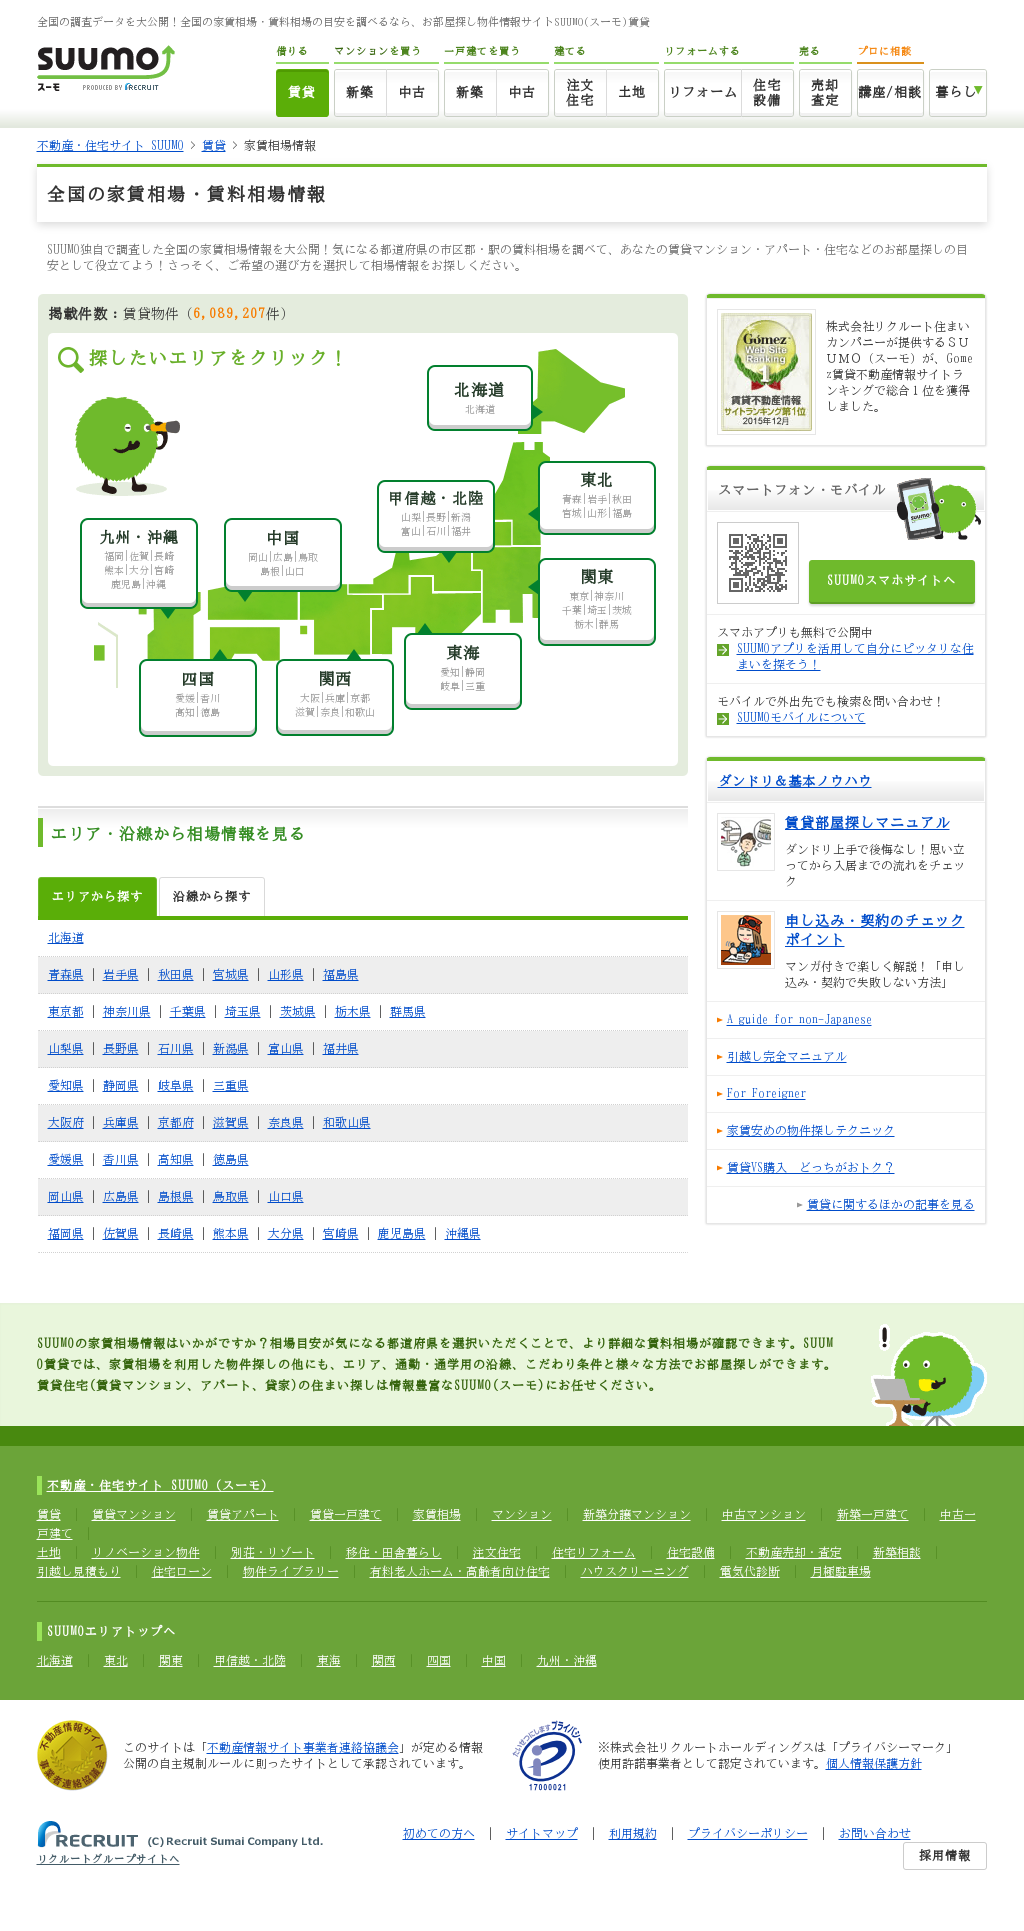 全国の調査データを大公開！全国の家賃相場・賃料相場の目安を調べるなら、お部屋探し物件情報サイトSUUMO(スーモ)賃貸
SUUMO
スーモ PRODUCED BY RECRUIT
借りる マンションを買う 一戸建てを買う 建てる リフォームする 売る プロに相談
賃貸 新築 中古 新築 中古 注文住宅 土地 リフォーム 住宅設備 売却査定 講座/相談 暮らし▼
不動産・住宅サイト SUUMO > 賃貸 > 家賃相場情報
全国の家賃相場・賃料相場情報
SUUMO独自で調査した全国の家賃相場情報を大公開！気になる都道府県の市区郡・駅の賃料相場を調べて、あなたの賃貸マンション・アパート・住宅などのお部屋探しの目
安として役立てよう！さっそく、ご希望の選び方を選択して相場情報をお探しください。
掲載件数：賃貸物件（6,089,207件）
探したいエリアをクリック！
北海道
北海道
東北
青森|岩手|秋田
宮城|山形|福島
甲信越・北陸
山梨|長野|新潟
富山|石川|福井
九州・沖縄
福岡|佐賀|長崎
熊本|大分|宮崎
鹿児島|沖縄
中国
岡山|広島|鳥取
島根|山口
関東
東京|神奈川
千葉|埼玉|茨城
栃木|群馬
東海
愛知|静岡
岐阜|三重
四国
愛媛|香川
高知|徳島
関西
大阪|兵庫|京都
滋賀|奈良|和歌山
エリア・沿線から相場情報を見る
エリアから探す 沿線から探す
北海道
青森県 | 岩手県 | 秋田県 | 宮城県 | 山形県 | 福島県
東京都 | 神奈川県 | 千葉県 | 埼玉県 | 茨城県 | 栃木県 | 群馬県
山梨県 | 長野県 | 石川県 | 新潟県 | 富山県 | 福井県
愛知県 | 静岡県 | 岐阜県 | 三重県
大阪府 | 兵庫県 | 京都府 | 滋賀県 | 奈良県 | 和歌山県
愛媛県 | 香川県 | 高知県 | 徳島県
岡山県 | 広島県 | 島根県 | 鳥取県 | 山口県
福岡県 | 佐賀県 | 長崎県 | 熊本県 | 大分県 | 宮崎県 | 鹿児島県 | 沖縄県
Gomez
Web Site
Ranking
1
賃貸不動産情報
サイトランキング第1位
2015年12月
株式会社リクルート住まい
カンパニーが提供するＳＵ
ＵＭＯ（スーモ）が、Gome
z賃貸不動産情報サイトラ
ンキングで総合１位を獲得
しました。
スマートフォン・モバイル
SUUMOスマホサイトへ
スマホアプリも無料で公開中
SUUMOアプリを活用して自分にピッタリな住
まいを探そう！
モバイルで外出先でも検索&問い合わせ！
SUUMOモバイルについて
ダンドリ＆基本ノウハウ
賃貸部屋探しマニュアル
ダンドリ上手で後悔なし！思い立
ってから入居までの流れをチェッ
ク
申し込み・契約のチェック
ポイント
マンガ付きで楽しく解説！「申し
込み・契約で失敗しない方法」
A guide for non-Japanese
引越し完全マニュアル
For Foreigner
家賃安めの物件探しテクニック
賃貸VS購入　どっちがおトク？
賃貸に関するほかの記事を見る
SUUMOの家賃相場情報はいかがですか？相場目安が気になる都道府県を選択いただくことで、より詳細な賃料相場が確認できます。SUUM
O賃貸では、家賃相場を利用した物件探しの他にも、エリア、通勤・通学用の沿線、こだわり条件と様々な方法でお部屋探しができます。
賃貸住宅(賃貸マンション、アパート、貸家)の住まい探しは情報豊富なSUUMO(スーモ)にお任せください。
不動産・住宅サイト SUUMO（スーモ）
賃貸 | 賃貸マンション | 賃貸アパート | 賃貸一戸建て | 家賃相場 | マンション | 新築分譲マンション | 中古マンション | 新築一戸建て | 中古一
戸建て |
土地 | リノベーション物件 | 別荘・リゾート | 移住・田舎暮らし | 注文住宅 | 住宅リフォーム | 住宅設備 | 不動産売却・査定 | 新築相談 |
引越し見積もり | 住宅ローン | 物件ライブラリー | 有料老人ホーム・高齢者向け住宅 | ハウスクリーニング | 電気代診断 | 月極駐車場
SUUMOエリアトップへ
北海道 | 東北 | 関東 | 甲信越・北陸 | 東海 | 関西 | 四国 | 中国 | 九州・沖縄
不動産情報サイト
事業者連絡協議会
このサイトは「不動産情報サイト事業者連絡協議会」が定める情報
公開の自主規制ルールに則ったサイトとして承認されています。
たいせつにしますプライバシー
17000021
※株式会社リクルートホールディングスは「プライバシーマーク」
使用許諾事業者として認定されています。個人情報保護方針
RECRUIT (C) Recruit Sumai Company Ltd.
リクルートグループサイトへ
初めての方へ | サイトマップ | 利用規約 | プライバシーポリシー | お問い合わせ
採用情報